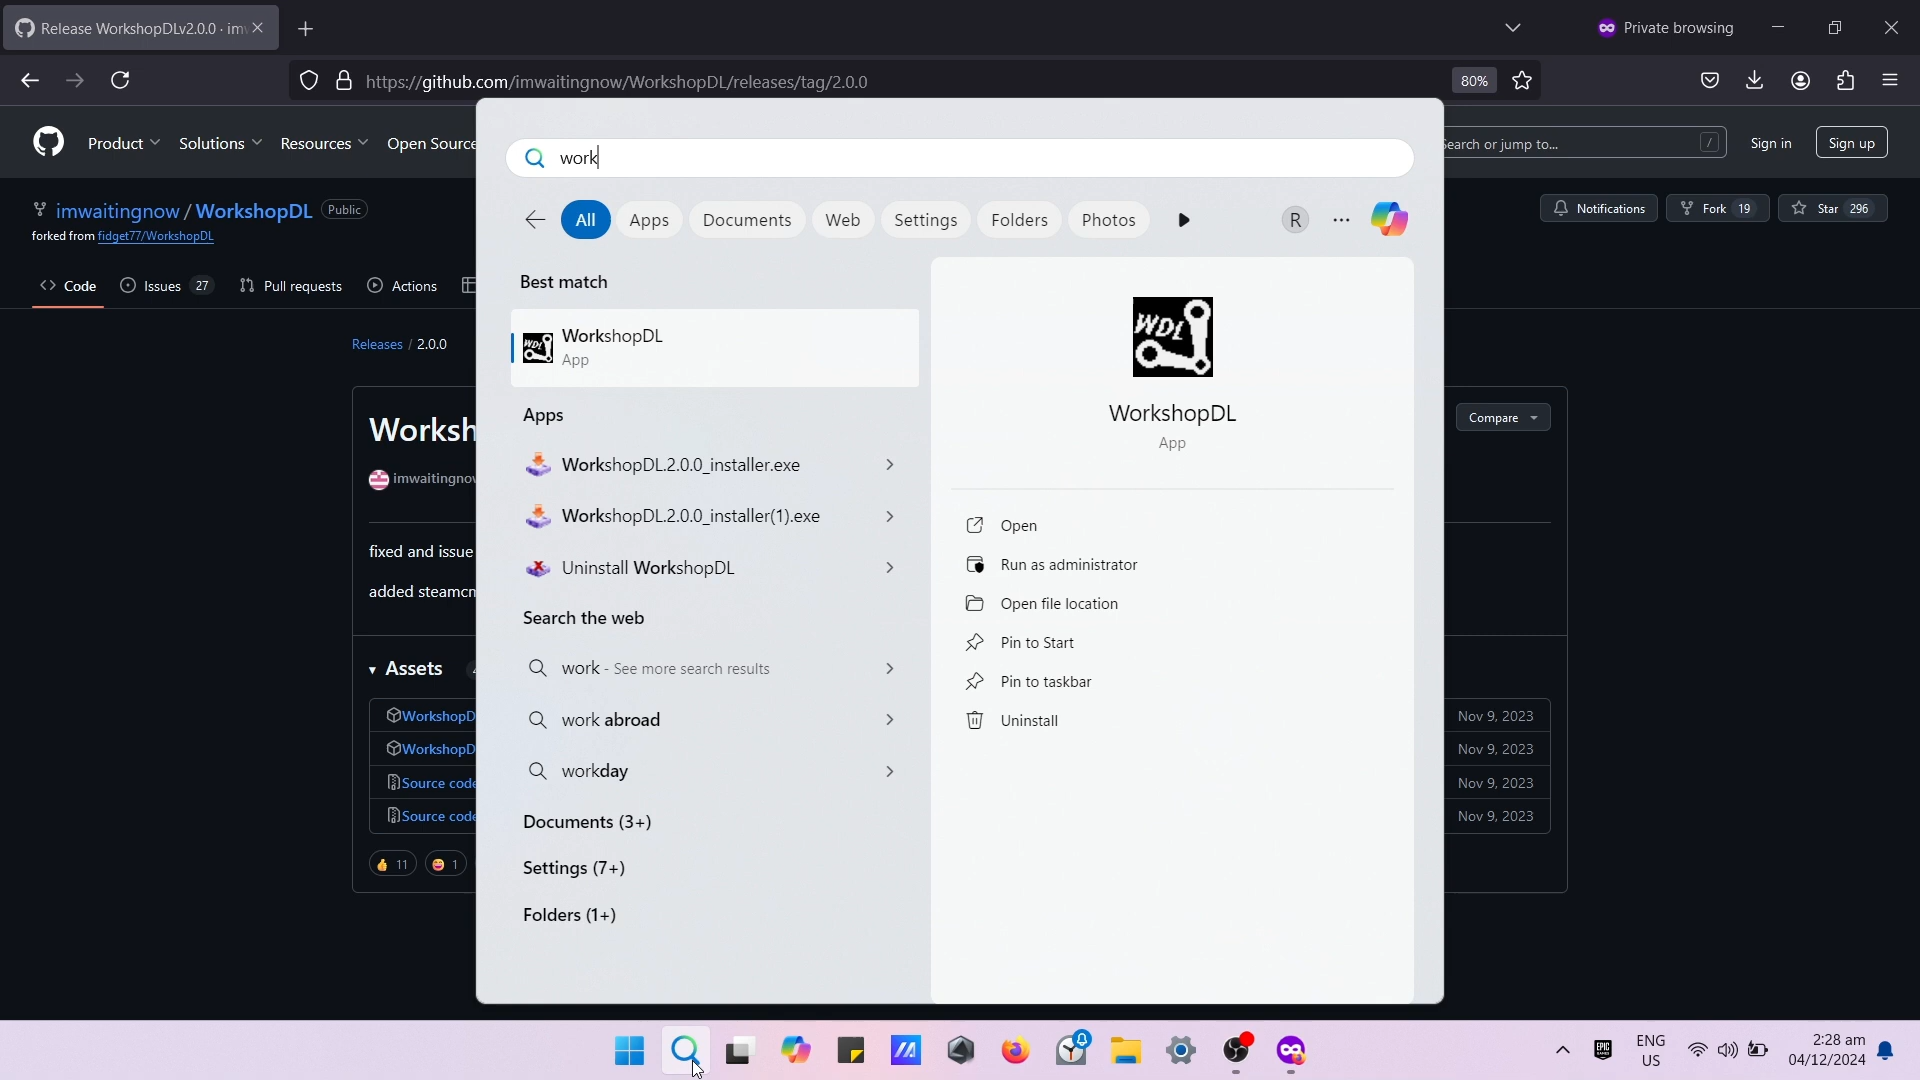 Release WorkshopDLv2.0.0 · im
Private browsing
https://github.com/imwaitingnow/WorkshopDL/releases/tag/2.0.0
80%
Product
Solutions
Resources
Open Source
Search or jump to...
/
Sign in
Sign up
imwaitingnow / WorkshopDL
Public
forked from fidget77/WorkshopDL
Notifications
Fork 19
Star 296
Code
Issues 27
Pull requests
Actions
Releases / 2.0.0
Worksh
imwaitingnow
Compare
fixed and issue
added steamcm
Assets
WorkshopD
Nov 9, 2023
WorkshopD
Nov 9, 2023
Source code
Nov 9, 2023
Source code
Nov 9, 2023
11
1
work
All
Apps
Documents
Web
Settings
Folders
Photos
R
Best match
WorkshopDL
App
Apps
WorkshopDL.2.0.0_installer.exe
WorkshopDL.2.0.0_installer(1).exe
Uninstall WorkshopDL
Search the web
work - See more search results
work abroad
workday
Documents (3+)
Settings (7+)
Folders (1+)
WDL
WorkshopDL
App
Open
Run as administrator
Open file location
Pin to Start
Pin to taskbar
Uninstall
ENG
US
2:28 am
04/12/2024